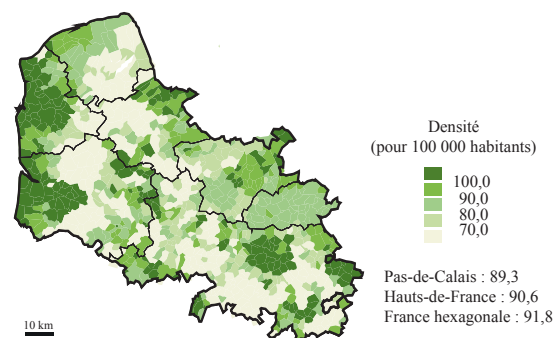 Densité
(pour 100 000 habitants)
100,0
90,0
80,0
70,0
Pas-de-Calais : 89,3
Hauts-de-France : 90,6
France hexagonale : 91,8
10 km